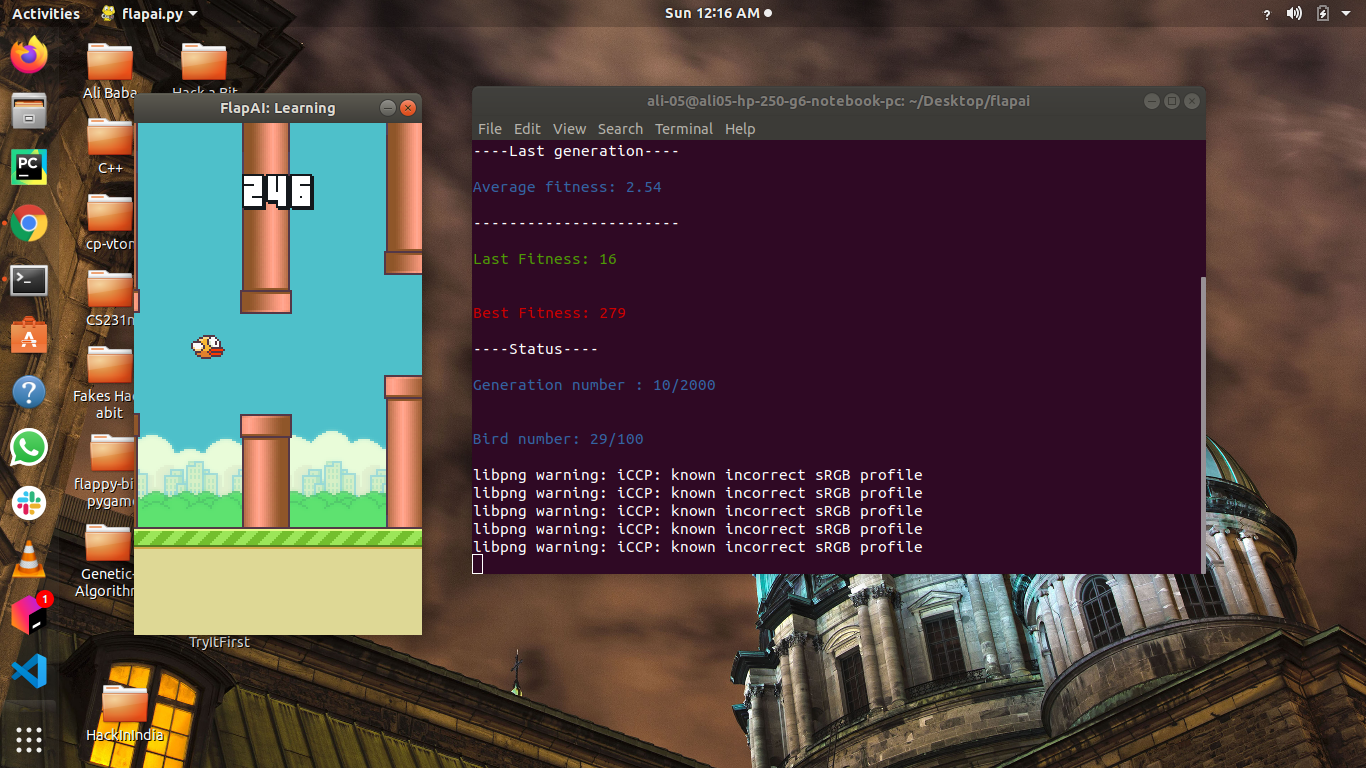 Activities
flapai.py
Sun 12:16 AM
?
Ali Baba
Hack a Bit
C++
cp-vton
CS231n
Fakes Hac
abit
flappy-bi
pygame
Genetic-
Algorithm
TryItFirst
HackInIndia
PC
?
1
FlapAI: Learning
246
ali-05@ali05-hp-250-g6-notebook-pc: ~/Desktop/flapai
File Edit View Search Terminal Help
----Last generation----
Average fitness: 2.54
-----------------------
Last Fitness: 16
Best Fitness: 279
----Status----
Generation number : 10/2000
Bird number: 29/100
libpng warning: iCCP: known incorrect sRGB profile
libpng warning: iCCP: known incorrect sRGB profile
libpng warning: iCCP: known incorrect sRGB profile
libpng warning: iCCP: known incorrect sRGB profile
libpng warning: iCCP: known incorrect sRGB profile